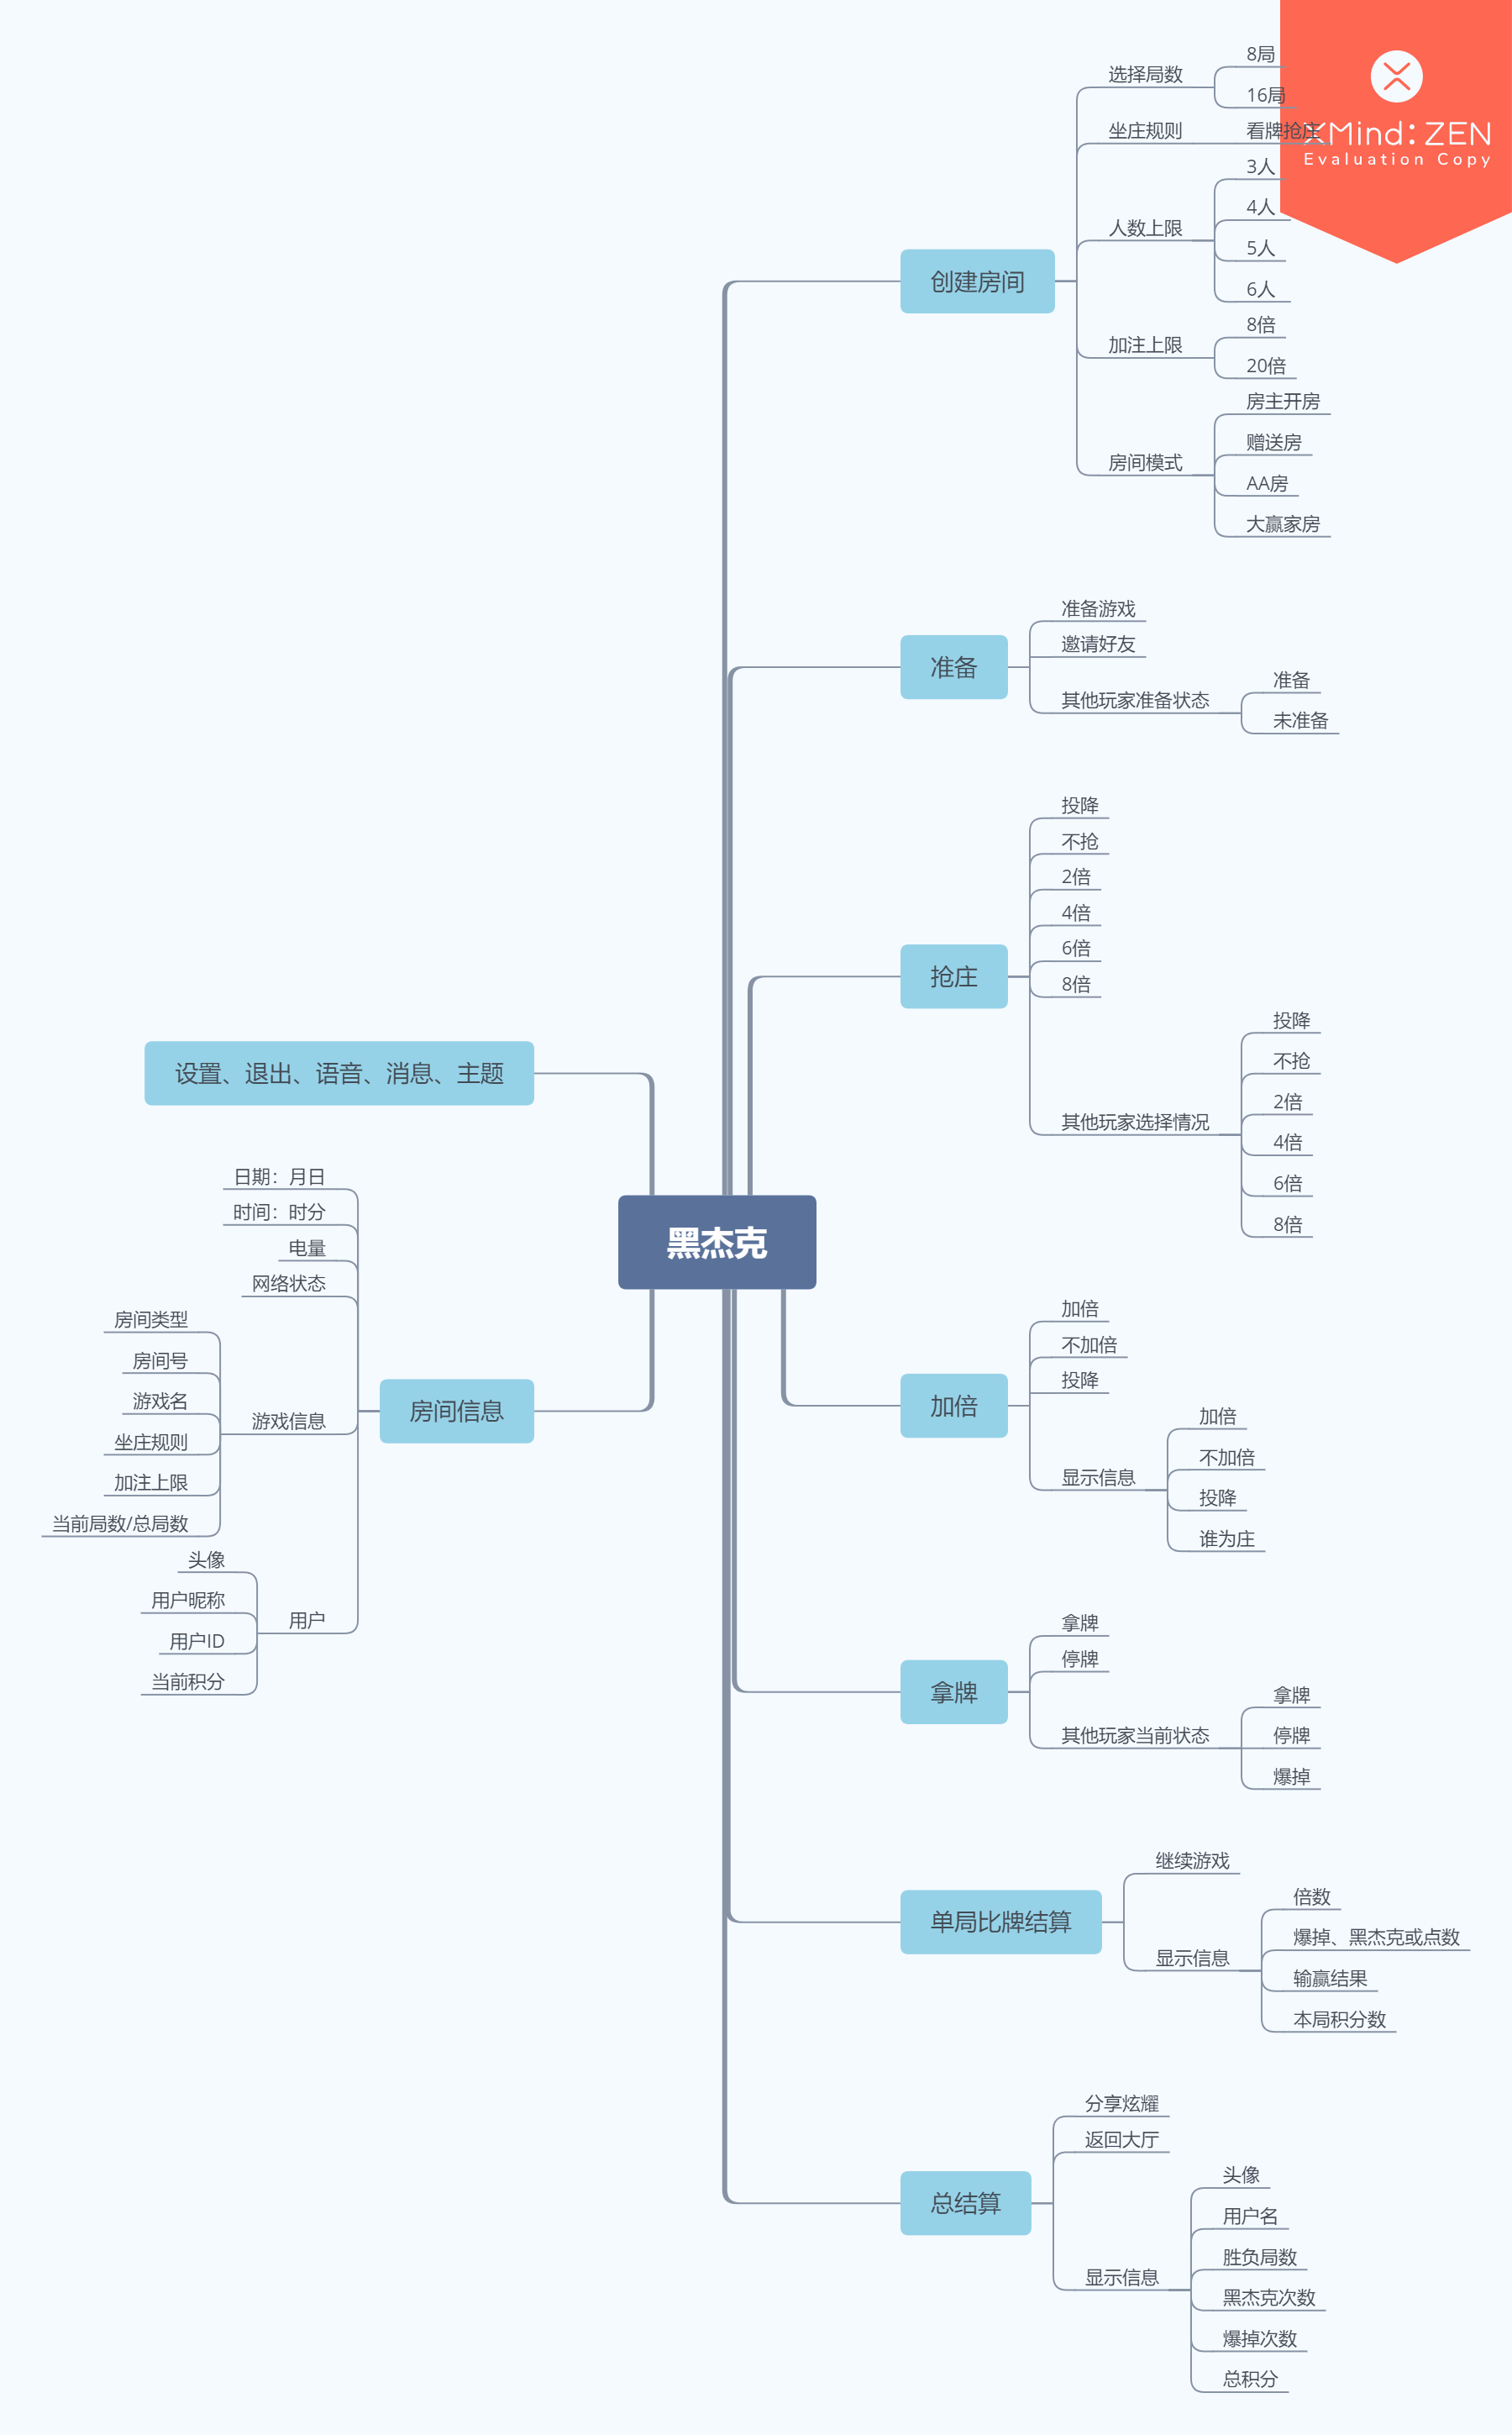 黑杰克
创建房间
选择局数
8局
16局
坐庄规则
看牌抢庄
人数上限
3人
4人
5人
6人
加注上限
8倍
20倍
房间模式
房主开房
赠送房
AA房
大赢家房
准备
准备游戏
邀请好友
其他玩家准备状态
准备
未准备
抢庄
投降
不抢
2倍
4倍
6倍
8倍
其他玩家选择情况
投降
不抢
2倍
4倍
6倍
8倍
加倍
加倍
不加倍
投降
显示信息
加倍
不加倍
投降
谁为庄
拿牌
拿牌
停牌
其他玩家当前状态
拿牌
停牌
爆掉
单局比牌结算
继续游戏
显示信息
倍数
爆掉、黑杰克或点数
输赢结果
本局积分数
总结算
分享炫耀
返回大厅
显示信息
头像
用户名
胜负局数
黑杰克次数
爆掉次数
总积分
设置、退出、语音、消息、主题
房间信息
日期：月日
时间：时分
电量
网络状态
游戏信息
房间类型
房间号
游戏名
坐庄规则
加注上限
当前局数/总局数
用户
头像
用户昵称
用户ID
当前积分
XMind: ZEN
Evaluation Copy